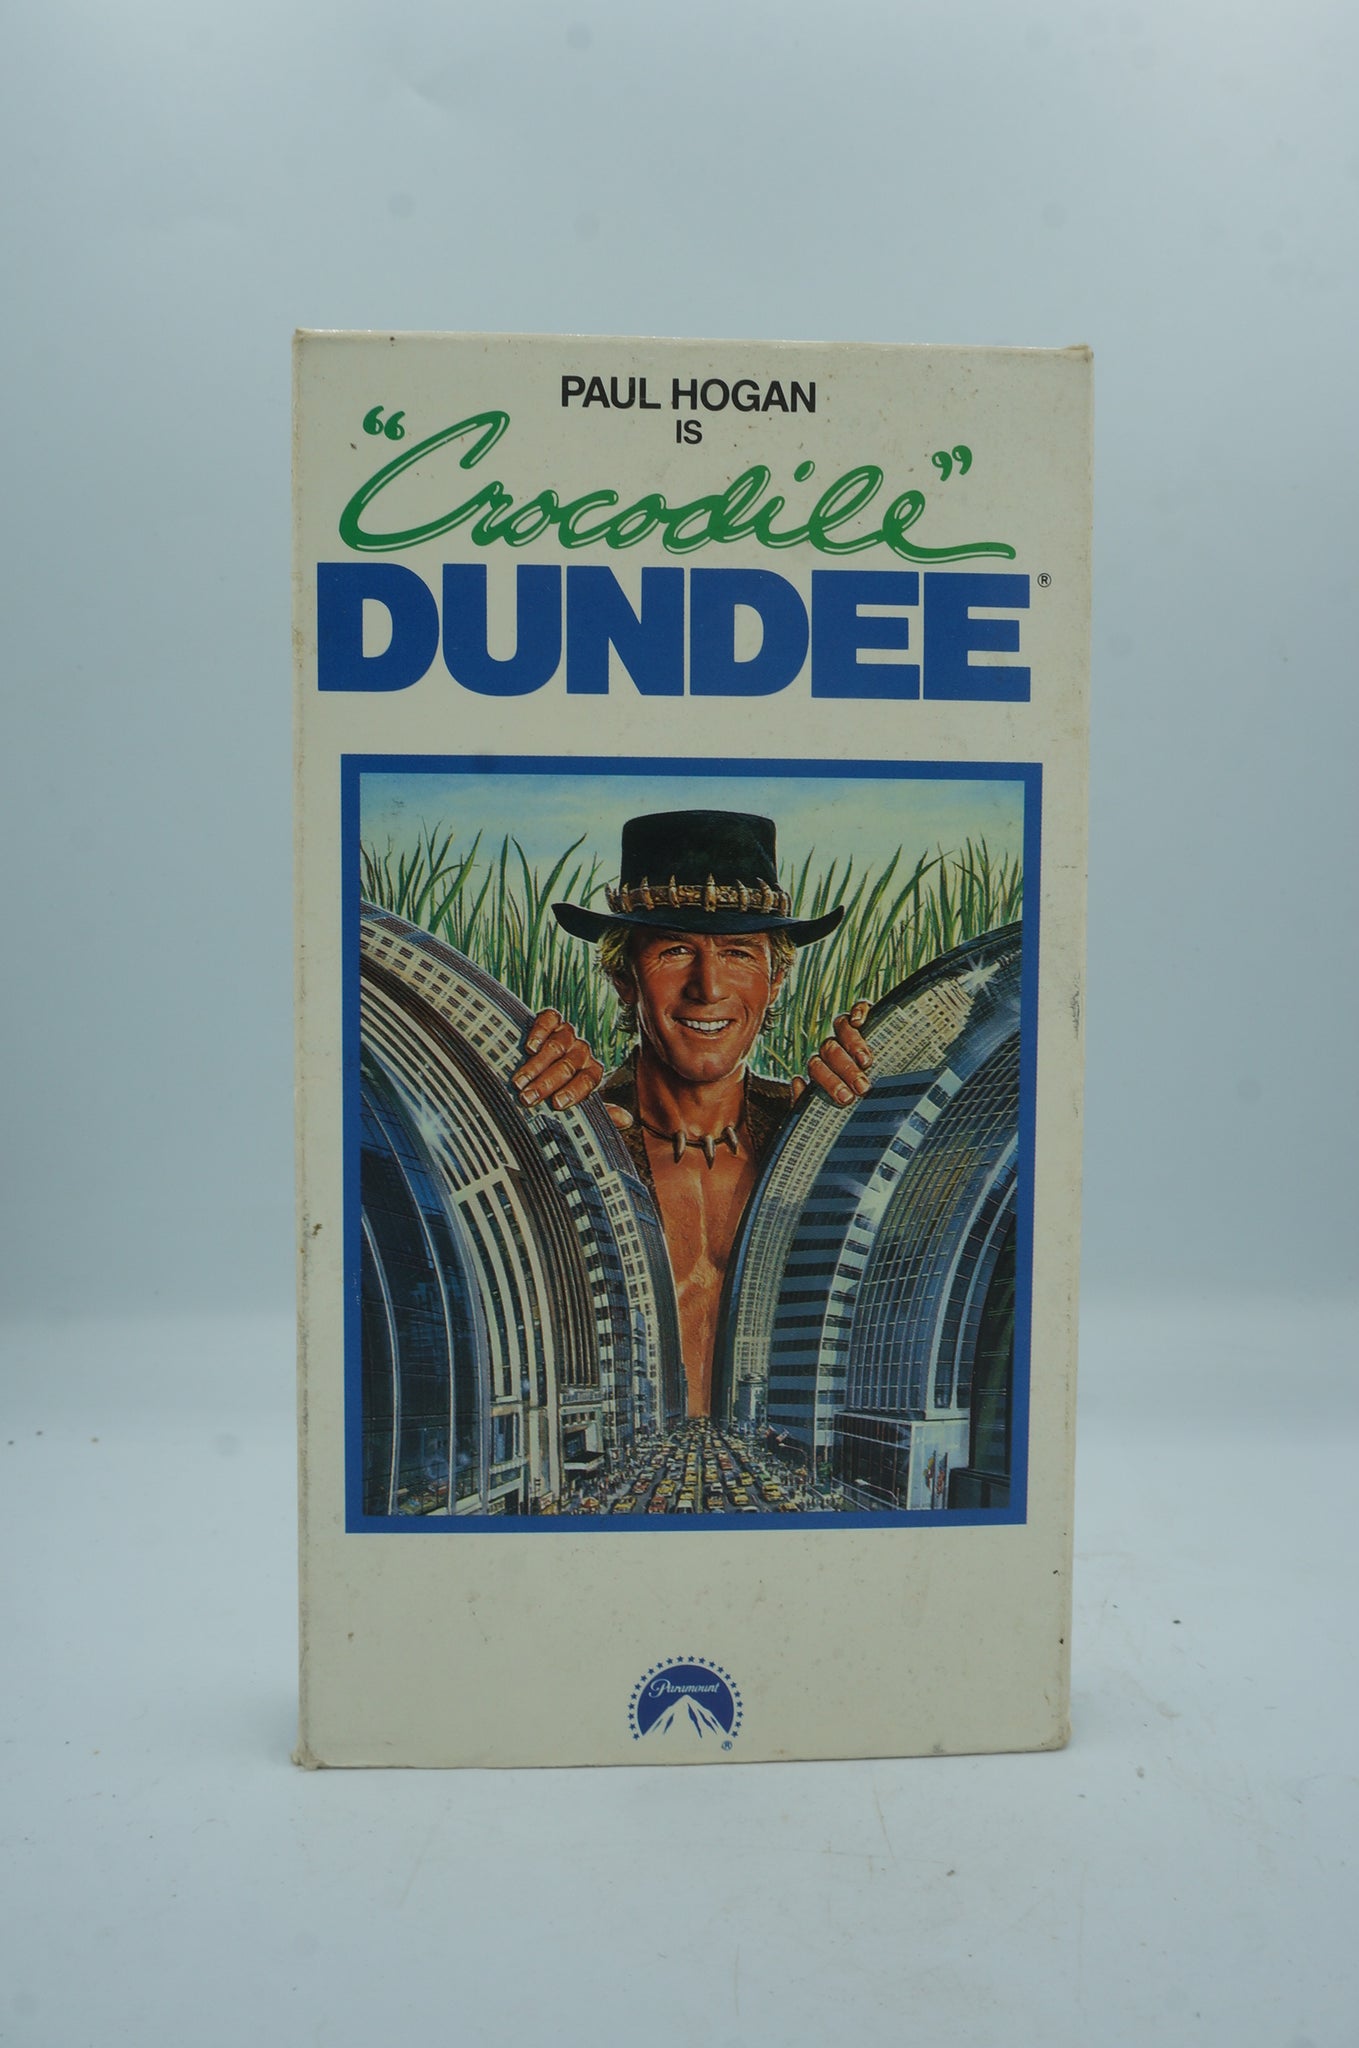 PAUL HOGAN
IS
“Crocodile”
DUNDEE®
Paramount
®